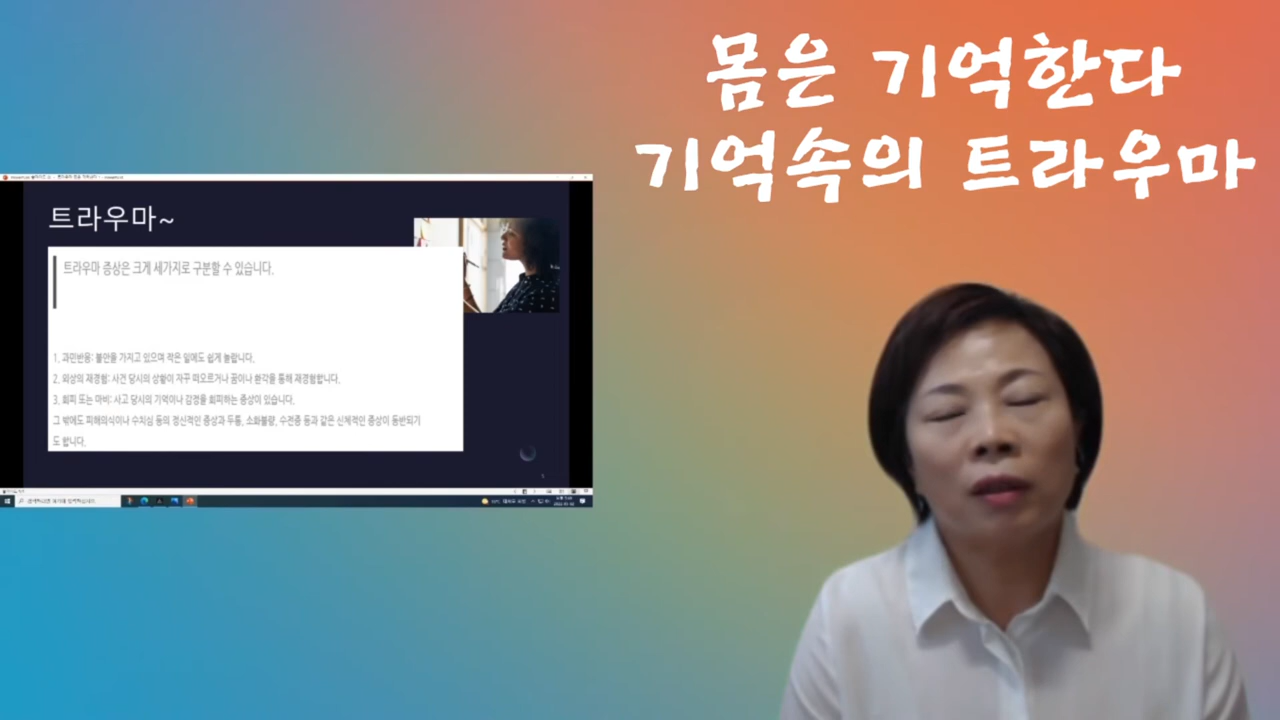 몸은 기억한다
기억속의 트라우마
트라우마~
트라우마 증상은 크게 세가지로 구분할 수 있습니다.
1. 과민반응: 불안을 가지고 있으며 작은 일에도 쉽게 놀랍니다.
2. 외상의 재경험: 사건 당시의 상황이 자꾸 떠오르거나 꿈이나 환각을 통해 재경험합니다.
3. 회피 또는 마비: 사고 당시의 기억이나 감정을 회피하는 증상이 있습니다.
그 밖에도 피해의식이나 수치심 등의 정신적인 증상과 두통, 소화불량, 수전증 등과 같은 신체적인 증상이 동반되기
도 합니다.